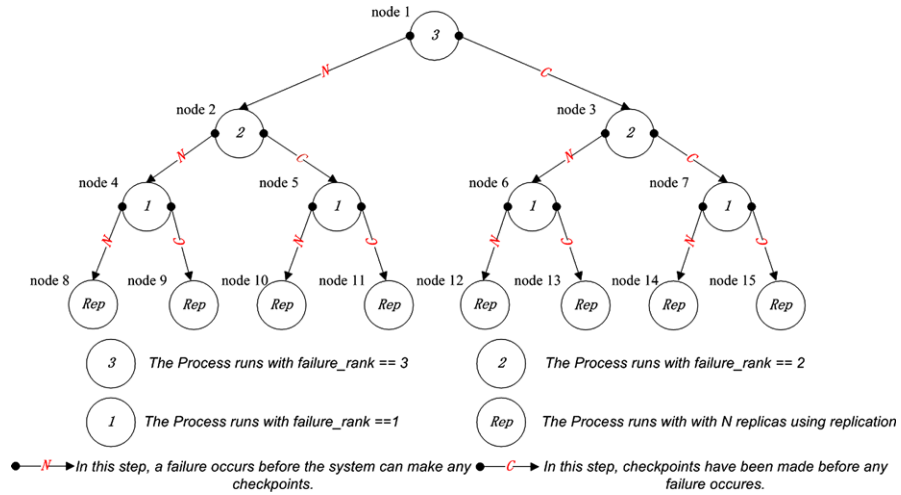 node 1
3
N
C
node 2
node 3
2
2
N
C
N
C
node 4
node 5
node 6
node 7
1
1
1
1
N
C
N
C
N
C
N
C
node 8
node 9
node 10
node 11
node 12
node 13
node 14
node 15
Rep
Rep
Rep
Rep
Rep
Rep
Rep
Rep
3
The Process runs with failure_rank == 3
2
The Process runs with failure_rank == 2
1
The Process runs with failure_rank ==1
Rep
The Process runs with with N replicas using replication
N
In this step, a failure occurs before the system can make any
checkpoints.
C
In this step, checkpoints have been made before any
failure occures.